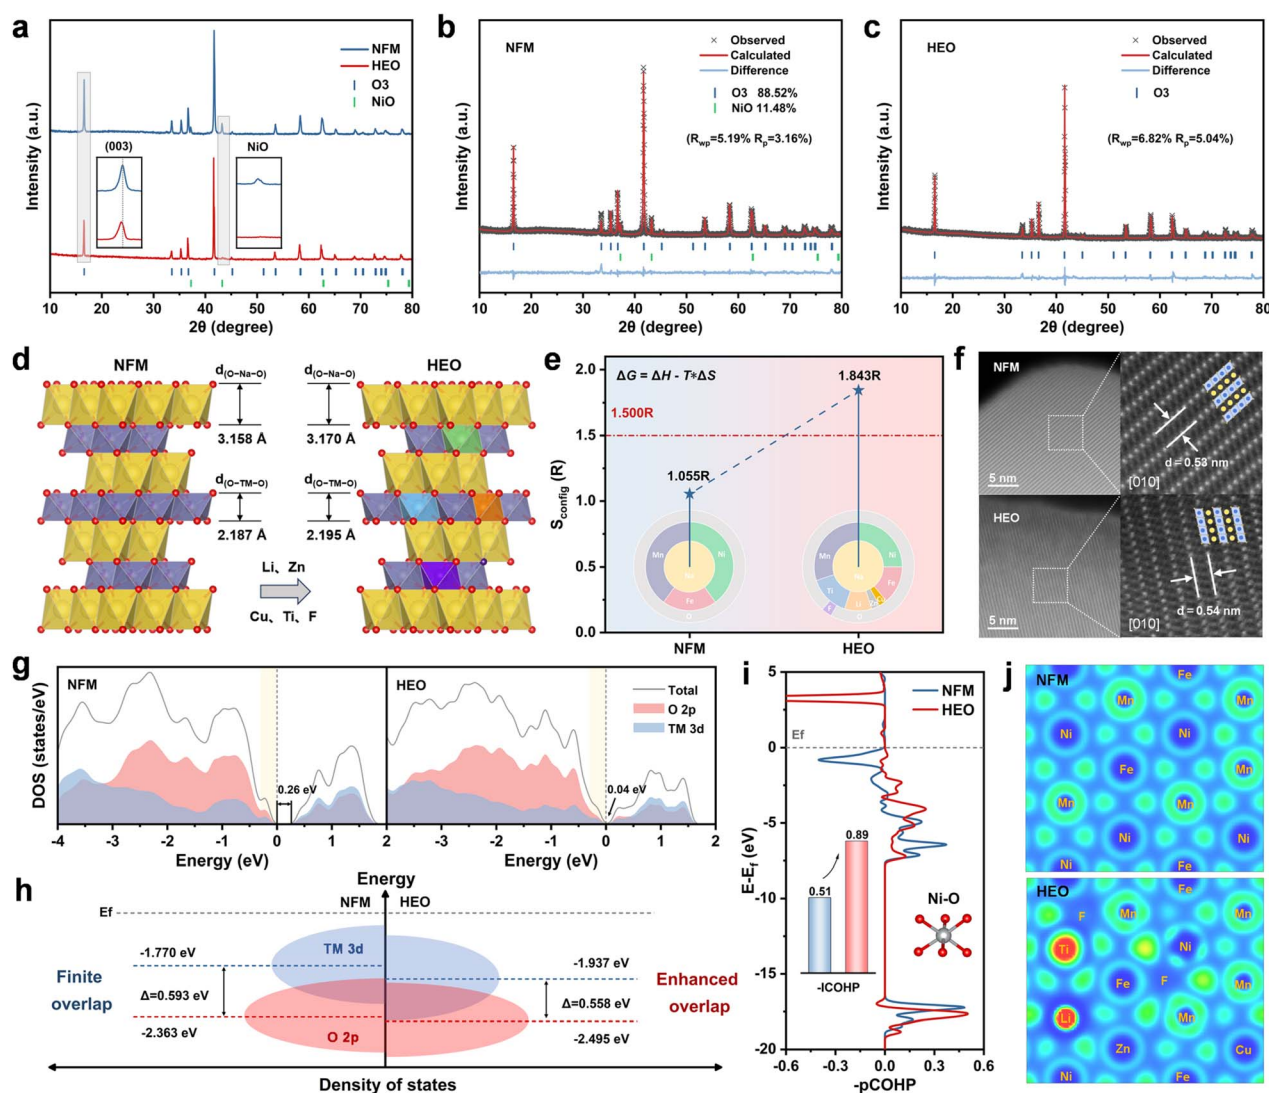 a
NFM
HEO
O3
NiO
(003)
NiO
Intensity (a.u.)
10 20 30 40 50 60 70 80
2θ (degree)
b
NFM
Observed
Calculated
Difference
O3 88.52%
NiO 11.48%
(Rwp=5.19% Rp=3.16%)
Intensity (a.u.)
10 20 30 40 50 60 70 80
2θ (degree)
c
HEO
Observed
Calculated
Difference
O3
(Rwp=6.82% Rp=5.04%)
Intensity (a.u.)
10 20 30 40 50 60 70 80
2θ (degree)
d
NFM
HEO
d(O−Na−O)
d(O−Na−O)
3.158 Å
3.170 Å
d(O−TM−O)
d(O−TM−O)
2.187 Å
2.195 Å
Li、Zn
Cu、Ti、F
e
ΔG = ΔH - T*ΔS
1.843R
1.500R
1.055R
Sconfig (R)
2.0
1.5
1.0
0.5
0.0
Mn
Ni
Na
Fe
Mn
Ni
Na
Fe
Ti
Li
F
O
NFM
HEO
f
NFM
5 nm
d = 0.53 nm
[010]
HEO
5 nm
d = 0.54 nm
[010]
g
NFM
HEO
Total
O 2p
TM 3d
0.26 eV
0.04 eV
DOS (states/eV)
-4 -3 -2 -1 0 1 2 -3 -2 -1 0 1 2
Energy (eV)
Energy (eV)
h
Energy
NFM
HEO
Ef
TM 3d
-1.770 eV
-1.937 eV
Finite
overlap
Δ=0.593 eV
Δ=0.558 eV
Enhanced
overlap
-2.363 eV
O 2p
-2.495 eV
Density of states
i
NFM
HEO
Ef
5
0
-5
-10
-15
-20
E-Ef (eV)
0.51
0.89
-ICOHP
Ni-O
-0.6 -0.3 0.0 0.3 0.6
-pCOHP
j
NFM
Fe
Mn
Ni
Ni
Fe
Mn
Mn
Mn
Ni
Ni
Ni
Fe
HEO
Fe
F
Mn
Mn
Ti
Ni
Fe
F
Mn
Li
Mn
Zn
Cu
Ni
Fe